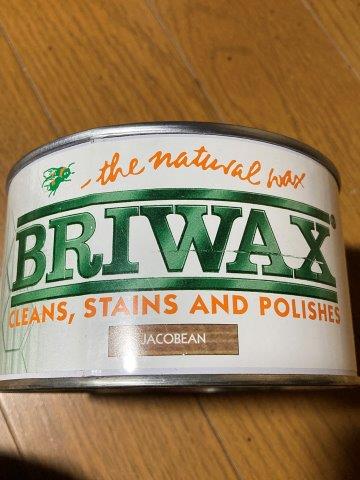 - the natural wax
BRIWAX®
CLEANS, STAINS AND POLISHES
JACOBEAN